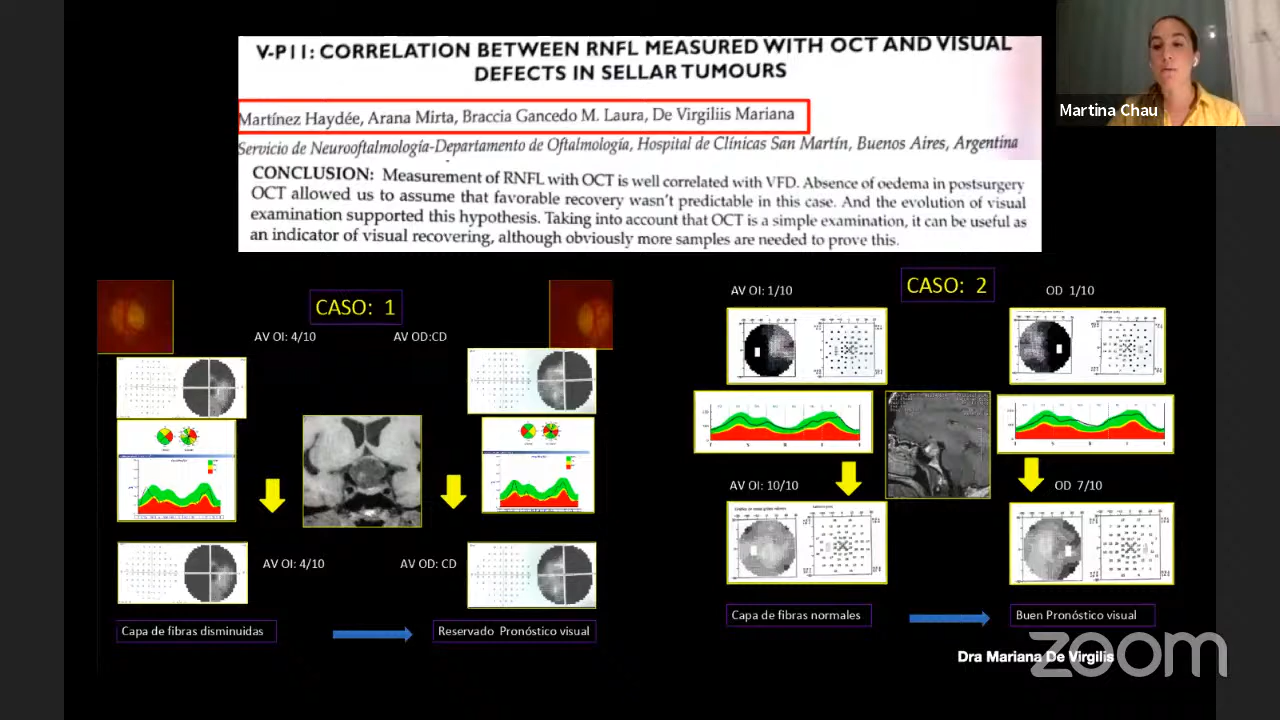 V-P11: CORRELATION BETWEEN RNFL MEASURED WITH OCT AND VISUAL
DEFECTS IN SELLAR TUMOURS
Martínez Haydée, Arana Mirta, Braccia Gancedo M. Laura, De Virgiliis Mariana
Servicio de Neurooftalmología-Departamento de Oftalmología, Hospital de Clínicas San Martín, Buenos Aires, Argentina
CONCLUSION: Measurement of RNFL with OCT is well correlated with VFD. Absence of oedema in postsurgery
OCT allowed us to assume that favorable recovery wasn't predictable in this case. And the evolution of visual
examination supported this hypothesis. Taking into account that OCT is a simple examination, it can be useful as
an indicator of visual recovering, although obviously more samples are needed to prove this.
Martina Chau
CASO: 1
AV OI: 4/10
AV OD:CD
AV OI: 4/10
AV OD: CD
Capa de fibras disminuidas
Reservado Pronóstico visual
CASO: 2
AV OI: 1/10
OD 1/10
AV OI: 10/10
OD 7/10
Capa de fibras normales
Buen Pronóstico visual
Dra Mariana De Virgilis
zoom